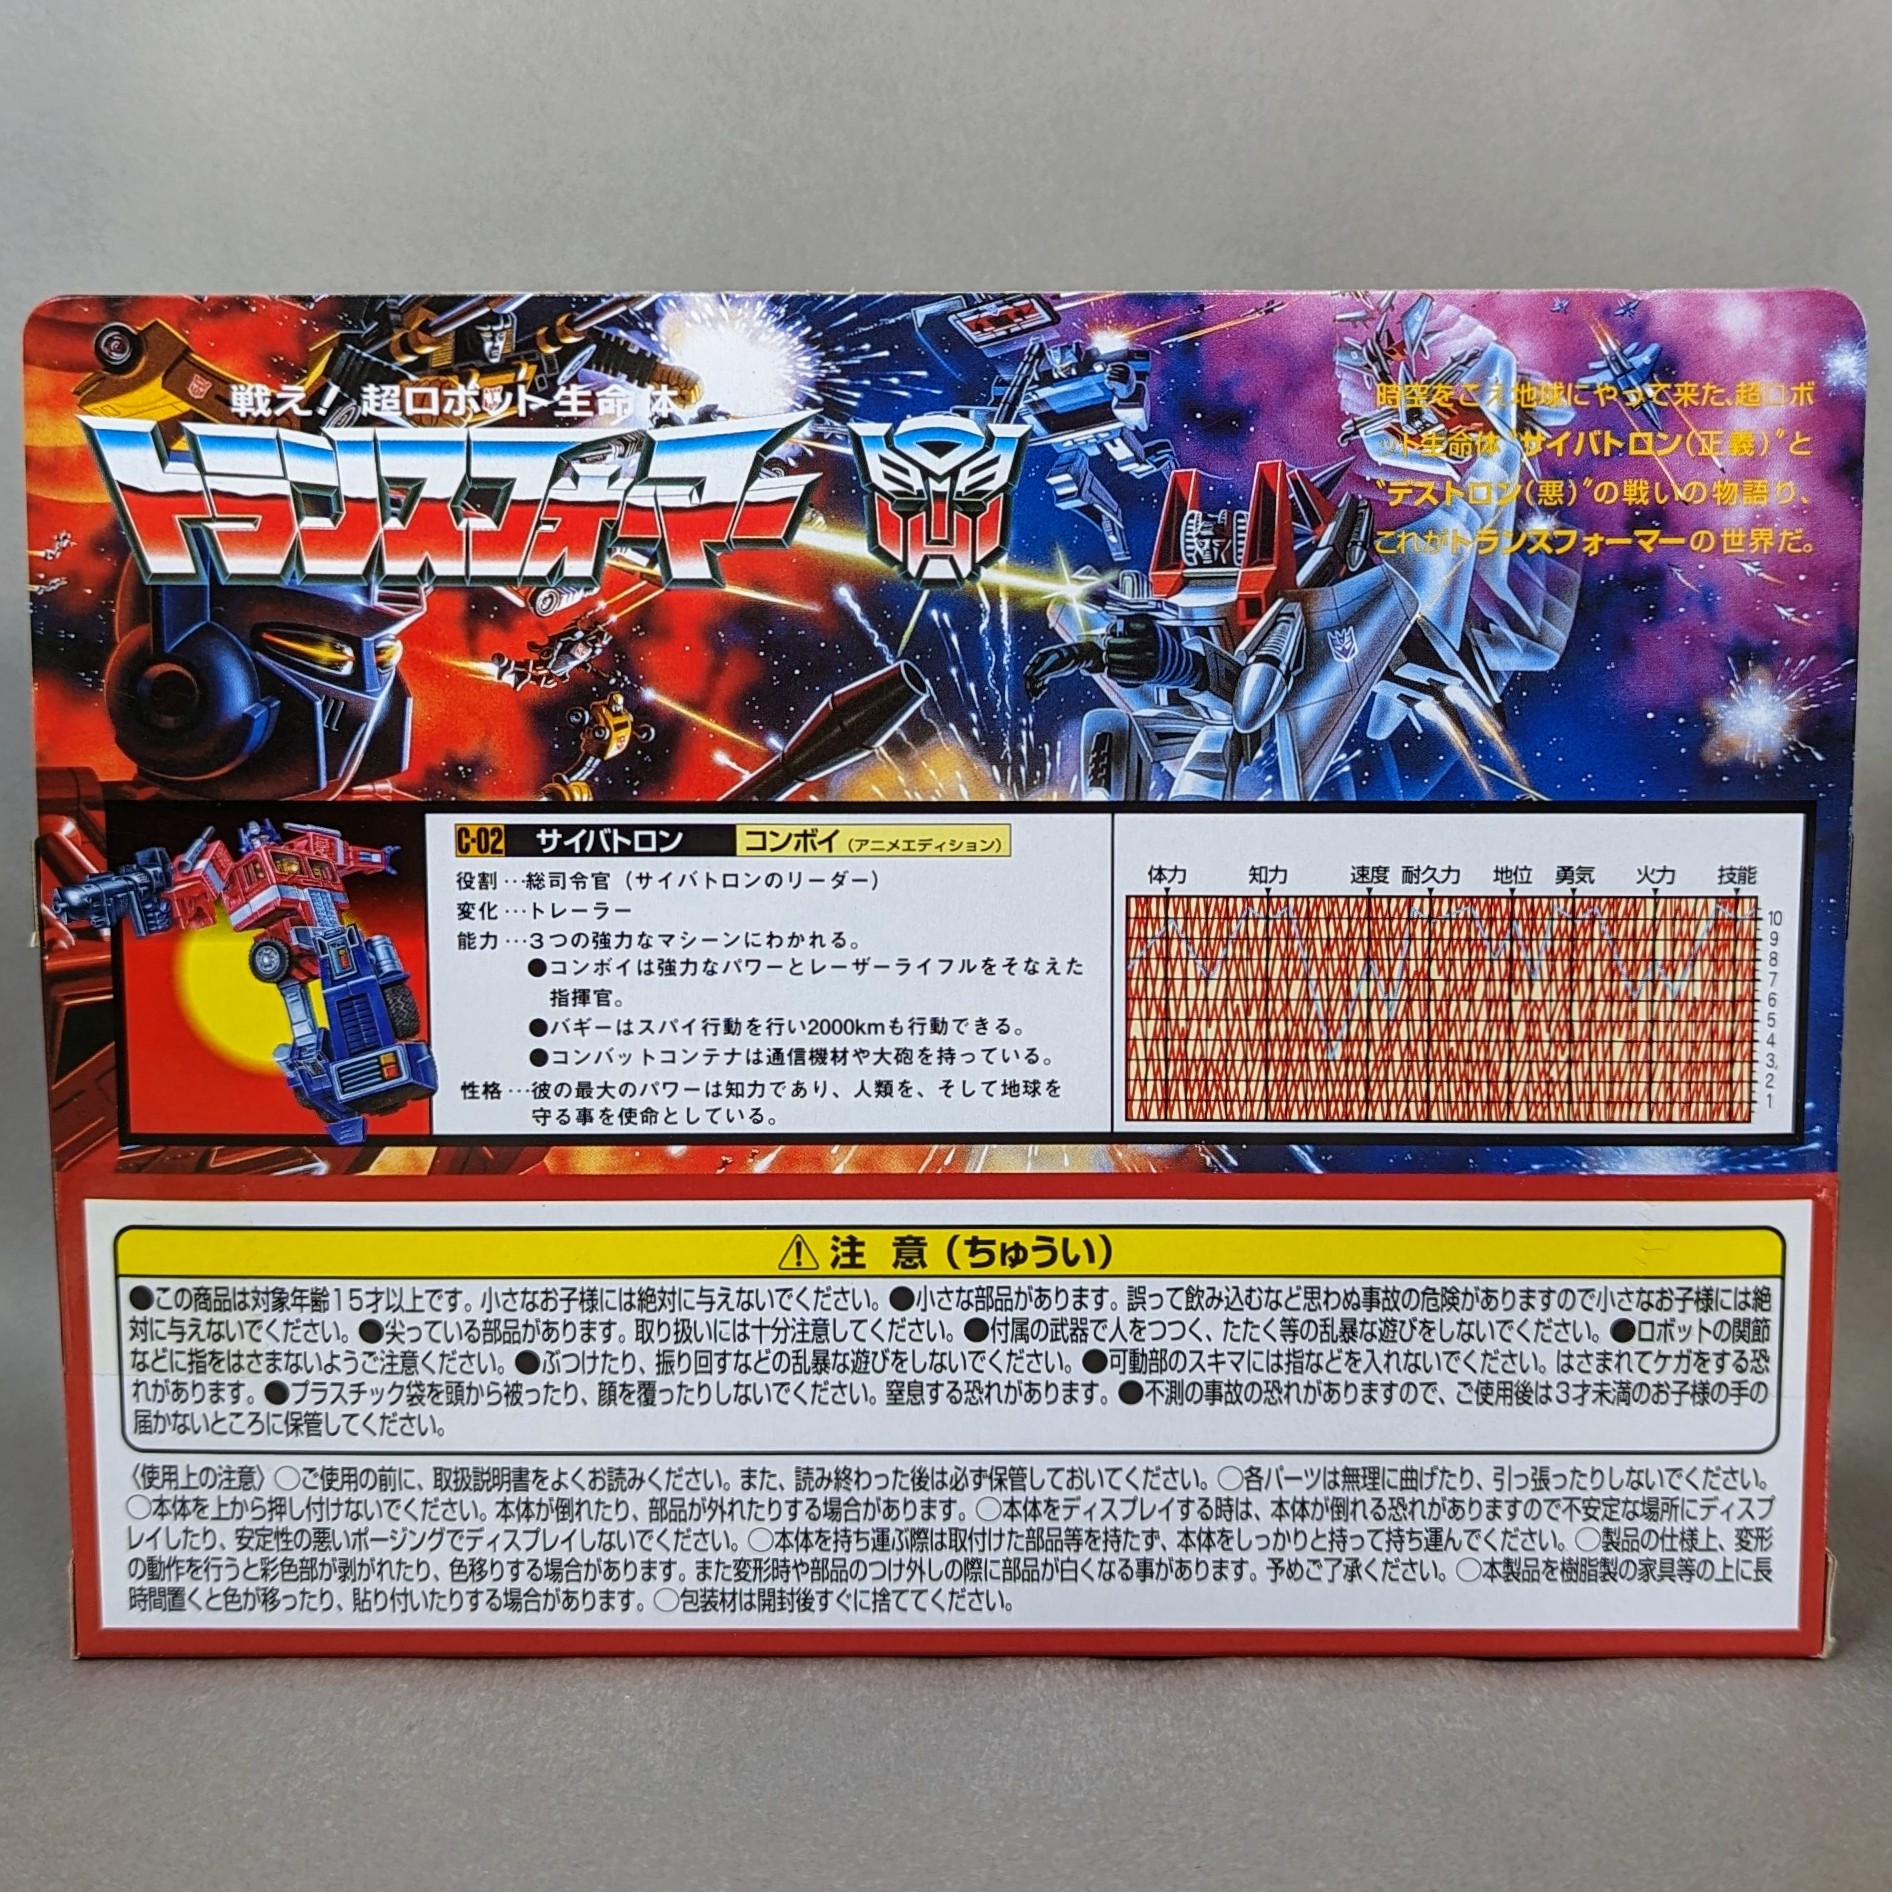 戦え！ 超ロボット生命体
トランスフォーマー
時空をこえ地球にやって来た、超ロボ
ット生命体“サイバトロン(正義)”と
“デストロン(悪)”の戦いの物語り、
これがトランスフォーマーの世界だ。
C-02 サイバトロン コンボイ（アニメエディション）
役割…総司令官（サイバトロンのリーダー）
変化…トレーラー
能力…3つの強力なマシーンにわかれる。
●コンボイは強力なパワーとレーザーライフルをそなえた
指揮官。
●バギーはスパイ行動を行い2000kmも行動できる。
●コンバットコンテナは通信機材や大砲を持っている。
性格…彼の最大のパワーは知力であり、人類を、そして地球を
守る事を使命としている。
体力 知力 速度 耐久力 地位 勇気 火力 技能
10
9
8
7
6
5
4
3
2
1
⚠注 意（ちゅうい）
●この商品は対象年齢15才以上です。小さなお子様には絶対に与えないでください。●小さな部品があります。誤って飲み込むなど思わぬ事故の危険がありますので小さなお子様には絶
対に与えないでください。●尖っている部品があります。取り扱いには十分注意してください。●付属の武器で人をつつく、たたく等の乱暴な遊びをしないでください。●ロボットの関節
などに指をはさまないようご注意ください。●ぶつけたり、振り回すなどの乱暴な遊びをしないでください。●可動部のスキマには指などを入れないでください。はさまれてケガをする恐
れがあります。●プラスチック袋を頭から被ったり、顔を覆ったりしないでください。窒息する恐れがあります。●不測の事故の恐れがありますので、ご使用後は3才未満のお子様の手の
届かないところに保管してください。
〈使用上の注意〉○ご使用の前に、取扱説明書をよくお読みください。また、読み終わった後は必ず保管しておいてください。○各パーツは無理に曲げたり、引っ張ったりしないでください。
○本体を上から押し付けないでください。本体が倒れたり、部品が外れたりする場合があります。○本体をディスプレイする時は、本体が倒れる恐れがありますので不安定な場所にディスプ
レイしたり、安定性の悪いポージングでディスプレイしないでください。○本体を持ち運ぶ際は取付けた部品等を持たず、本体をしっかりと持って持ち運んでください。○製品の仕様上、変形
の動作を行うと彩色部が剥がれたり、色移りする場合があります。また変形時や部品のつけ外しの際に部品が白くなる事があります。予めご了承ください。○本製品を樹脂製の家具等の上に長
時間置くと色が移ったり、貼り付いたりする場合があります。○包装材は開封後すぐに捨ててください。